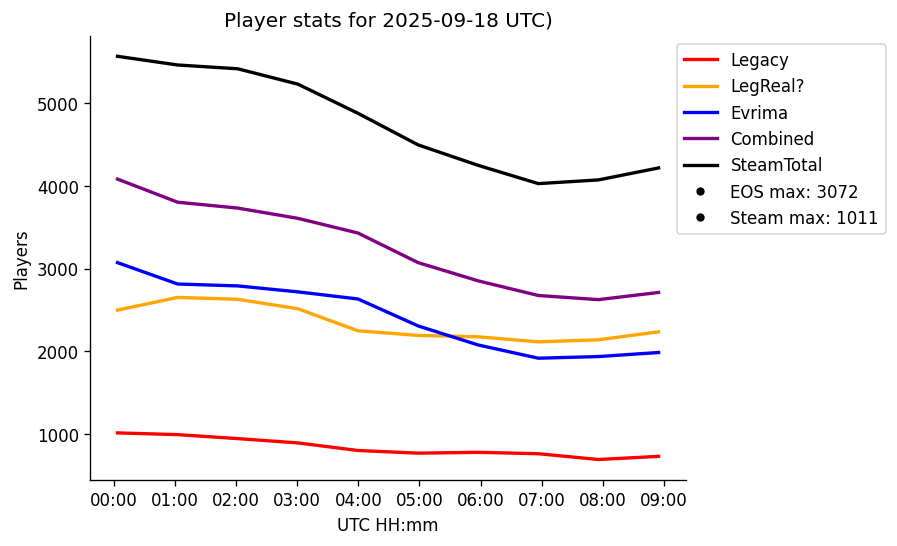 Player stats for 2025-09-18 UTC)
Legacy
LegReal?
Evrima
Combined
SteamTotal
EOS max: 3072
Steam max: 1011
5000
4000
3000
2000
1000
Players
00:00 01:00 02:00 03:00 04:00 05:00 06:00 07:00 08:00 09:00
UTC HH:mm